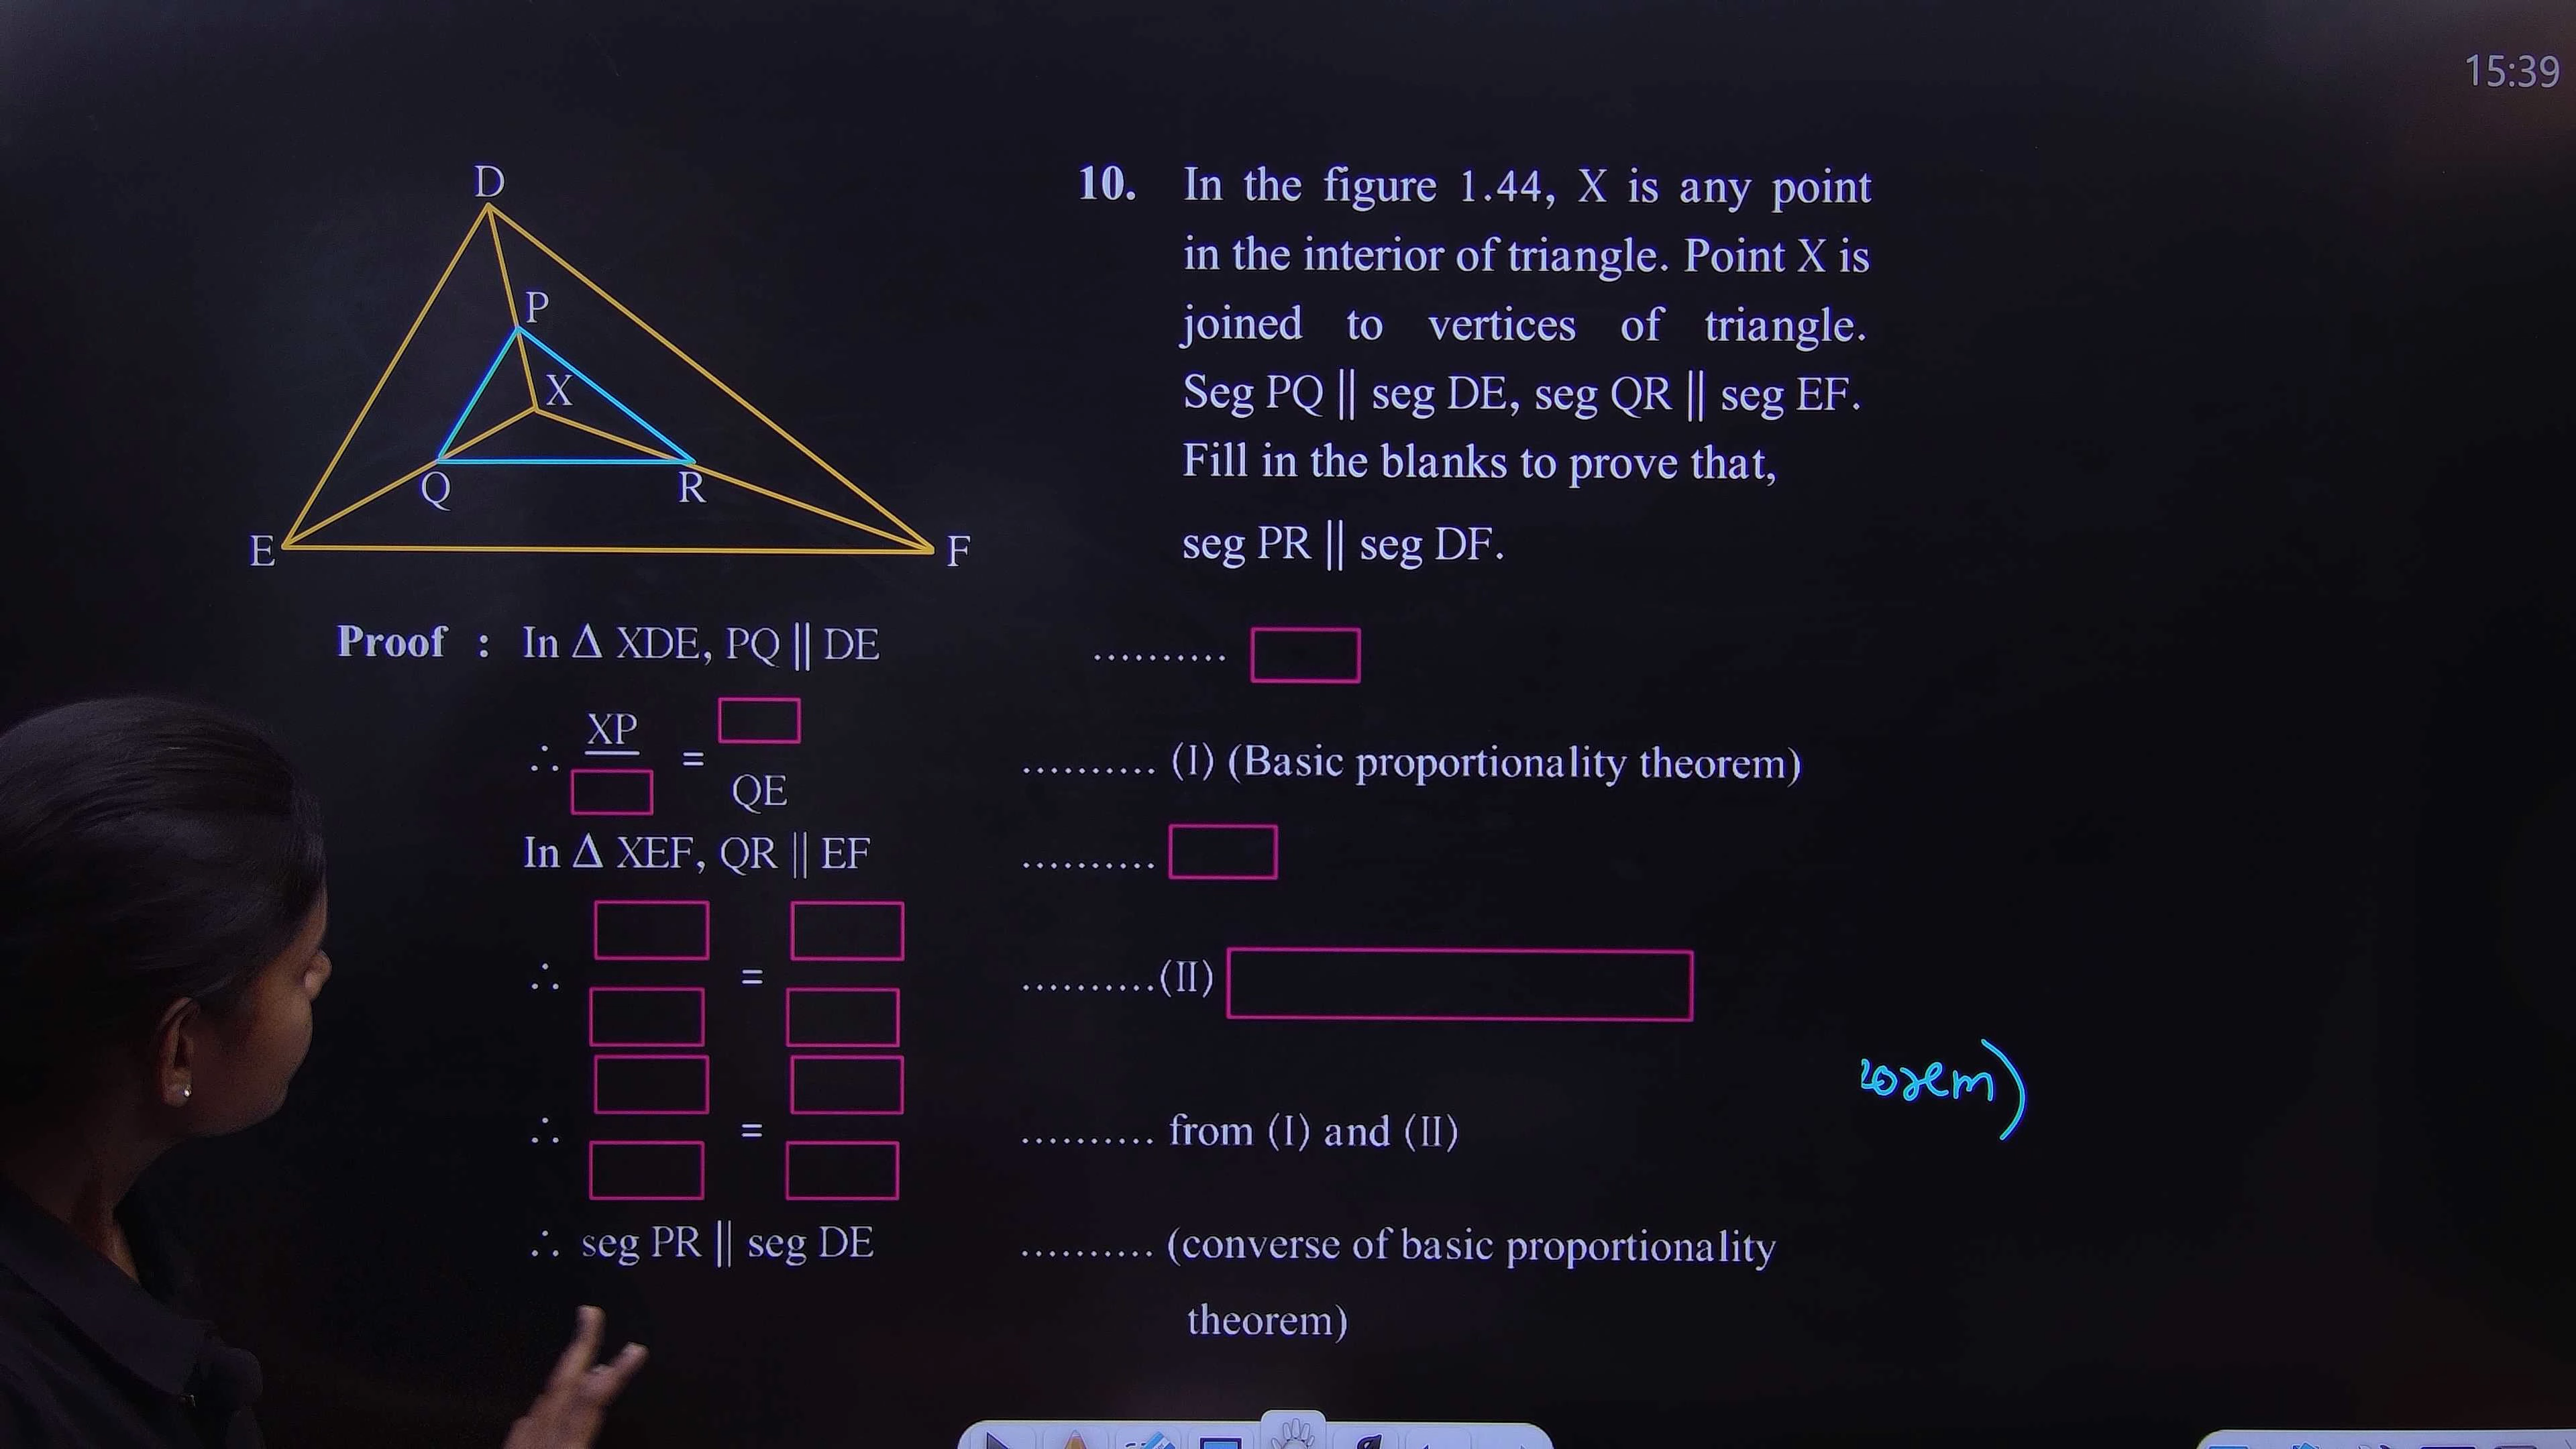 15:39
D
P
X
Q
R
E
F
10. In the figure 1.44, X is any point
in the interior of triangle. Point X is
joined to vertices of triangle.
Seg PQ || seg DE, seg QR || seg EF.
Fill in the blanks to prove that,
seg PR || seg DF.
Proof : In Δ XDE, PQ || DE ..........
∴ XP = .......... (I) (Basic proportionality theorem)
QE
In Δ XEF, QR || EF ..........
∴ = ..........(II)
orem)
∴ = .......... from (I) and (II)
∴ seg PR || seg DE .......... (converse of basic proportionality
theorem)